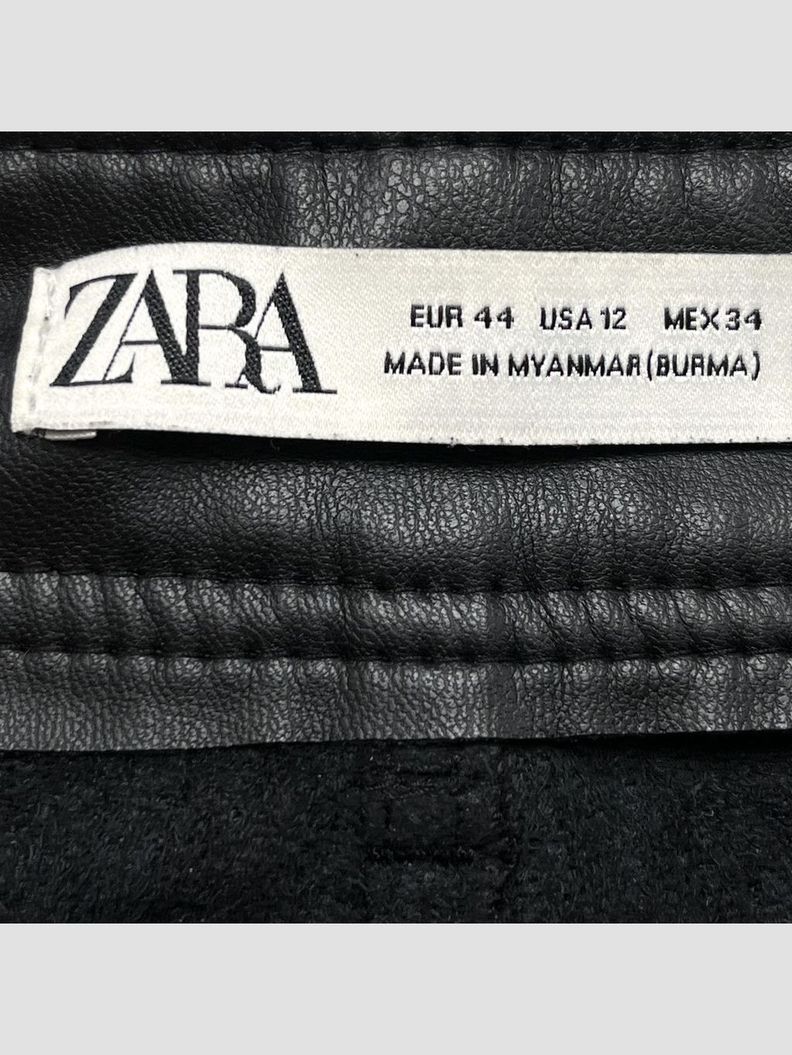 ZARA
EUR 44 USA 12 MEX 34
MADE IN MYANMAR (BURMA)